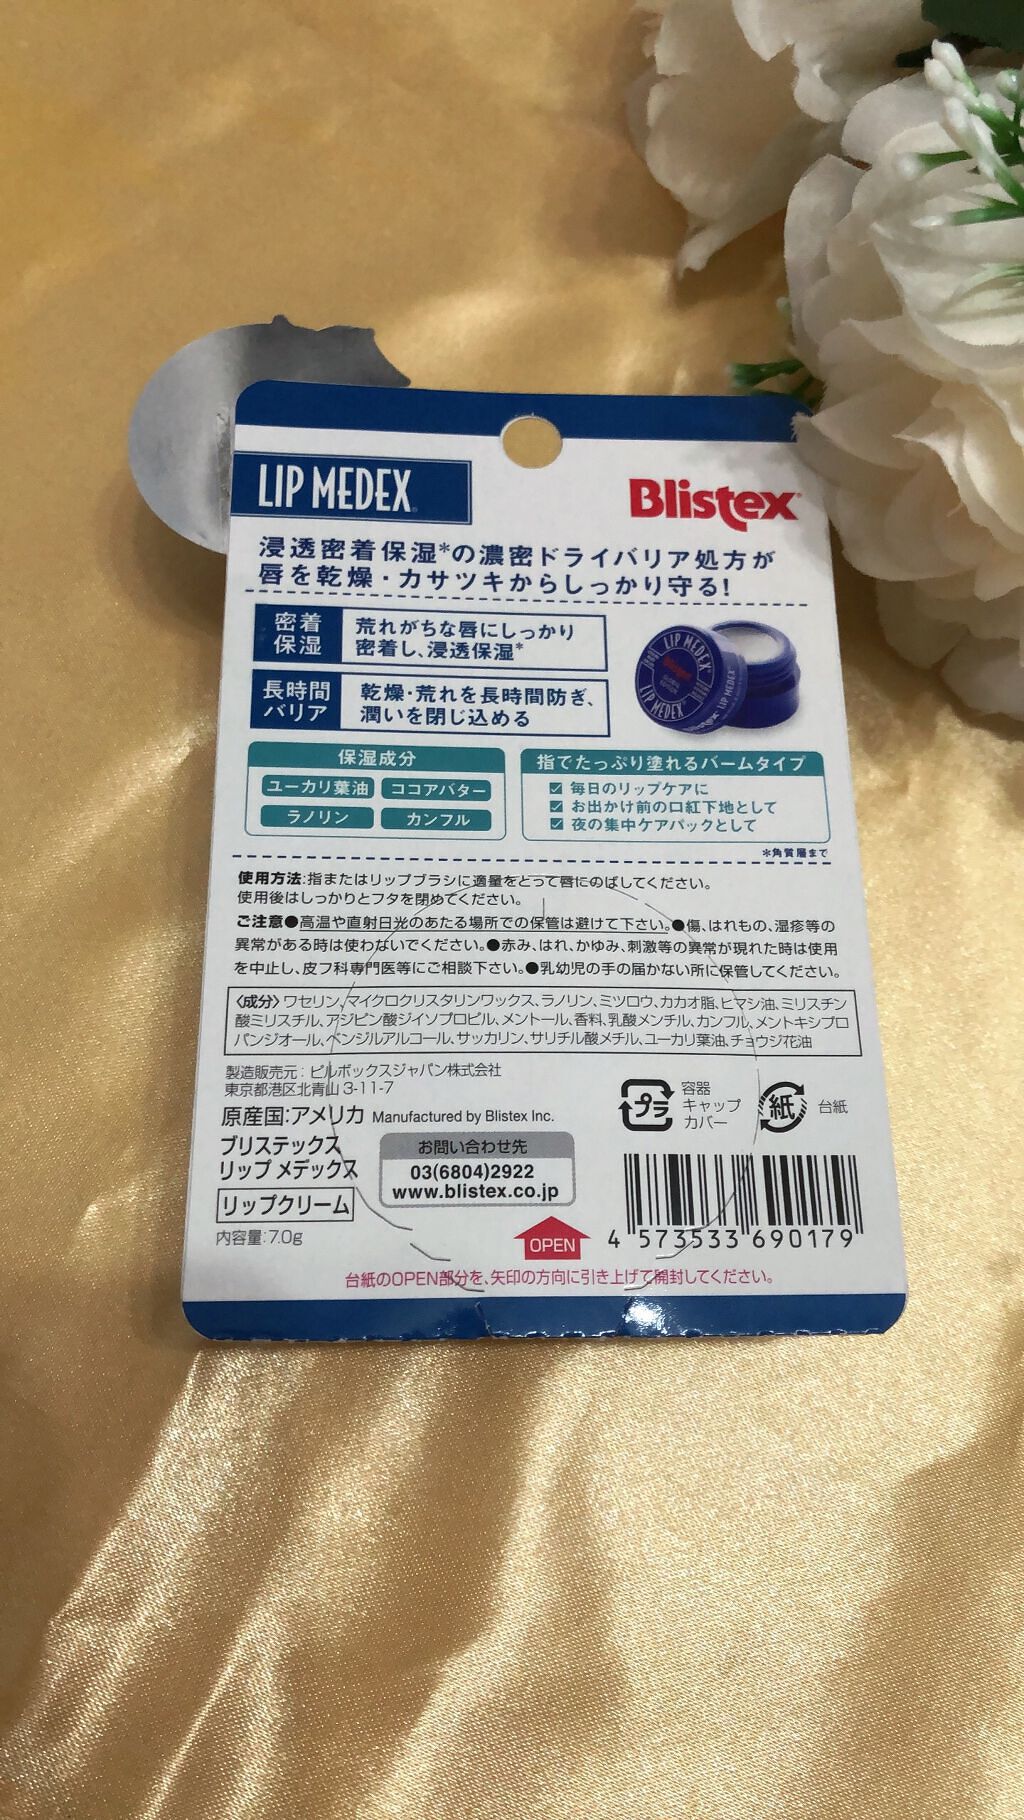 LIP MEDEX
Blistex
浸透密着保湿*の濃密ドライバリア処方が
唇を乾燥・カサツキからしっかり守る!
密着
保湿
荒れがちな唇にしっかり
密着し、浸透保湿*
長時間
バリア
乾燥・荒れを長時間防ぎ、
潤いを閉じ込める
LIP MEDEX
Blistex
LIP MEDEX
Blistex LIP MEDEX
保湿成分
ユーカリ葉油 ココアバター
ラノリン カンフル
指でたっぷり塗れるバームタイプ
毎日のリップケアに
お出かけ前の口紅下地として
夜の集中ケアパックとして
*角質層まで
使用方法:指またはリップブラシに適量をとって唇にのばしてください。
使用後はしっかりとフタを閉めてください。
ご注意●高温や直射日光のあたる場所での保管は避けて下さい。●傷、はれもの、湿疹等の
異常がある時は使わないでください。●赤み、はれ、かゆみ、刺激等の異常が現れた時は使用
を中止し、皮フ科専門医等にご相談下さい。●乳幼児の手の届かない所に保管してください。
〈成分〉ワセリン、マイクロクリスタリンワックス、ラノリン、ミツロウ、カカオ脂、ヒマシ油、ミリスチン
酸ミリスチル、アジピン酸ジイソプロピル、メントール、香料、乳酸メンチル、カンフル、メントキシプロ
パンジオール、ベンジルアルコール、サッカリン、サリチル酸メチル、ユーカリ葉油、チョウジ花油
製造販売元:ピルボックスジャパン株式会社
東京都港区北青山 3-11-7
原産国:アメリカ Manufactured by Blistex Inc.
ブリステックス
リップ メデックス
リップクリーム
内容量:7.0g
お問い合わせ先
03(6804)2922
www.blistex.co.jp
プラ
容器
キャップ
カバー
紙
台紙
OPEN
4 573533 690179
台紙のOPEN部分を、矢印の方向に引き上げて開封してください。